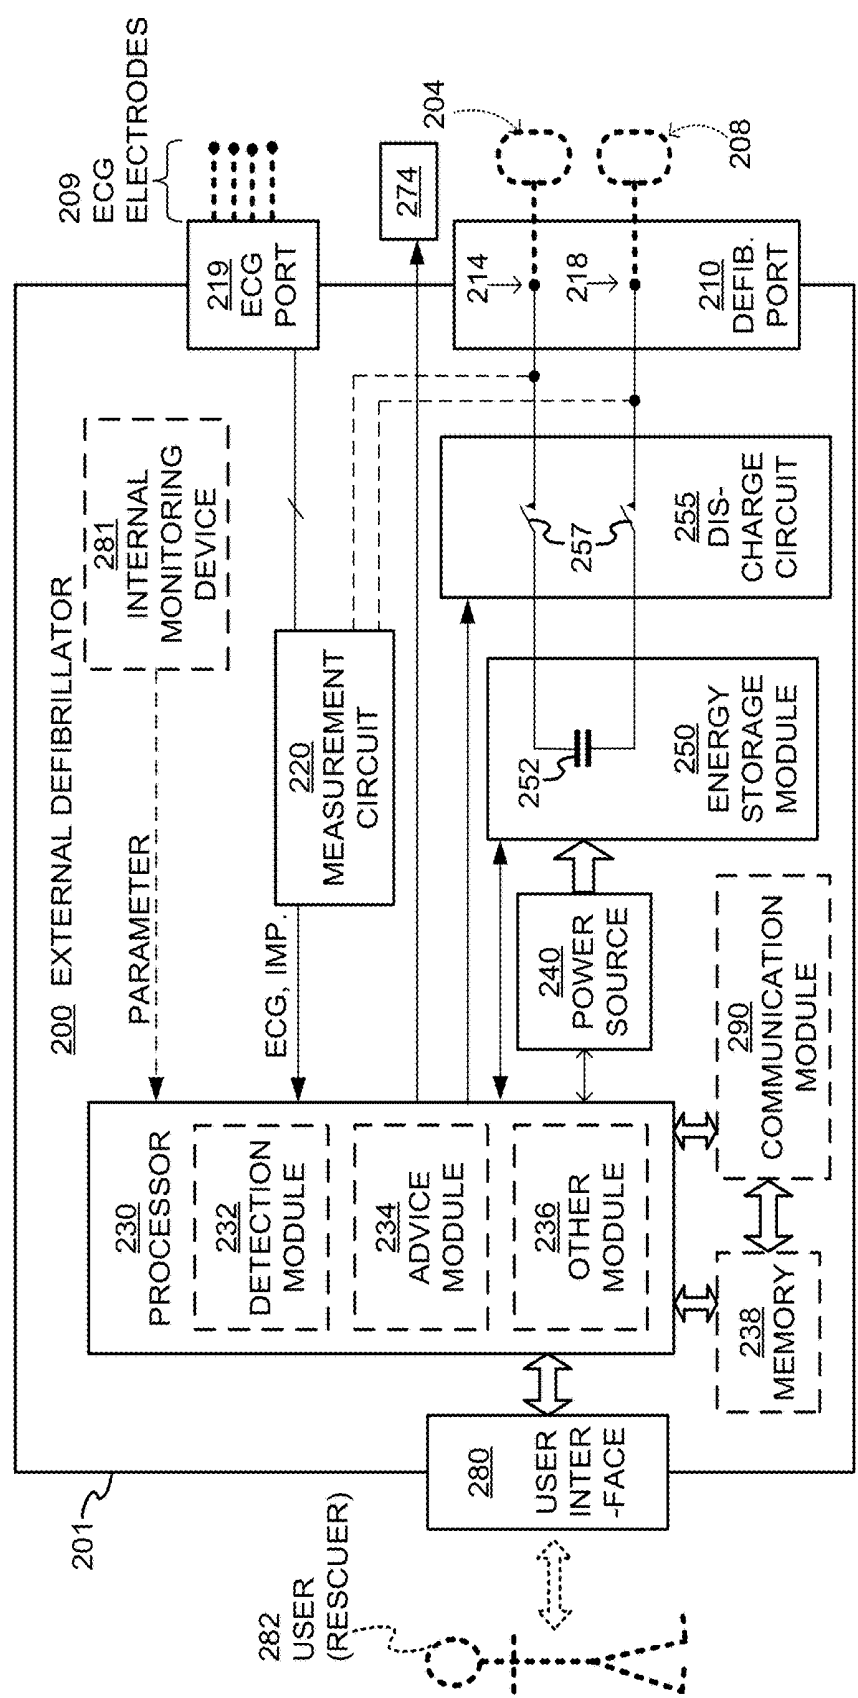 200 EXTERNAL DEFIBRILLATOR
201
282
USER
(RESCUER)
280
USER
INTER
-FACE
230
PROCESSOR
232
DETECTION
MODULE
234
ADVICE
MODULE
236
OTHER
MODULE
238
MEMORY
290
COMMUNICATION
MODULE
PARAMETER
ECG, IMP.
281
INTERNAL
MONITORING
DEVICE
220
MEASUREMENT
CIRCUIT
240
POWER
SOURCE
252
250
ENERGY
STORAGE
MODULE
257
255
DIS-
CHARGE
CIRCUIT
219
ECG
PORT
209
ECG
ELECTRODES
274
214
218
210
DEFIB.
PORT
204
208